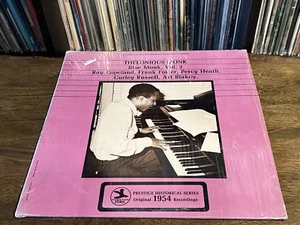 THELONIOUS MONK
Blue Monk, Vol. 2
Ray Copeland, Frank Foster, Percy Heath,
Curley Russell, Art Blakey.
PRESTIGE HISTORICAL SERIES
Original 1954 Recordings